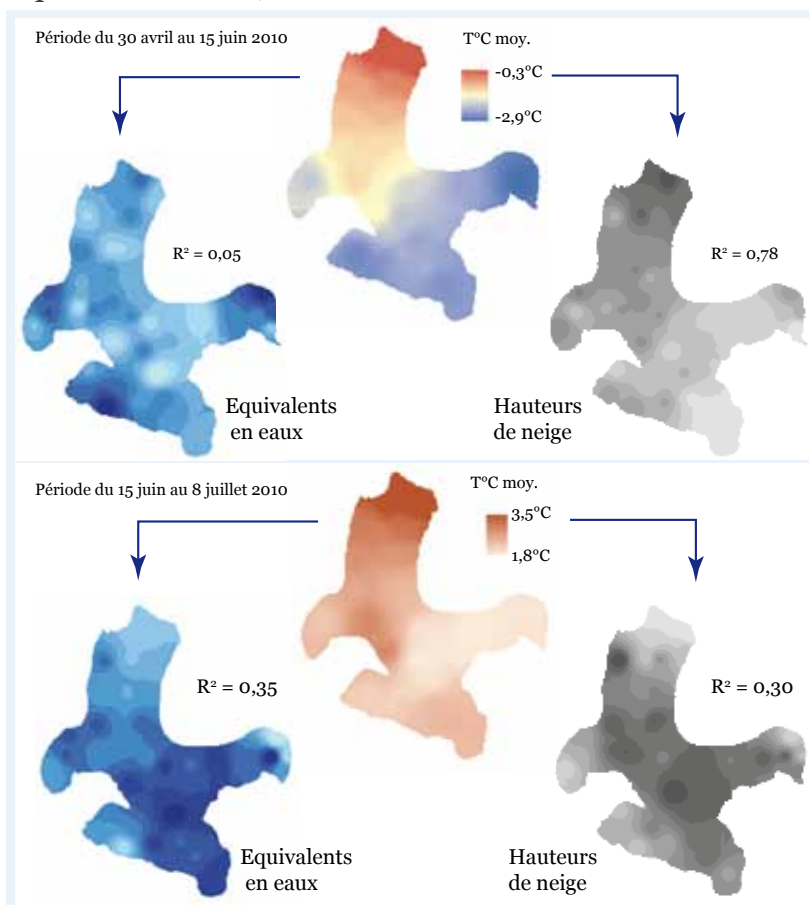 Période du 30 avril au 15 juin 2010
T°C moy.
-0,3°C
-2,9°C
R² = 0,05
R² = 0,78
Equivalents
en eaux
Hauteurs
de neige
Période du 15 juin au 8 juillet 2010
T°C moy.
3,5°C
1,8°C
R² = 0,35
R² = 0,30
Equivalents
en eaux
Hauteurs
de neige